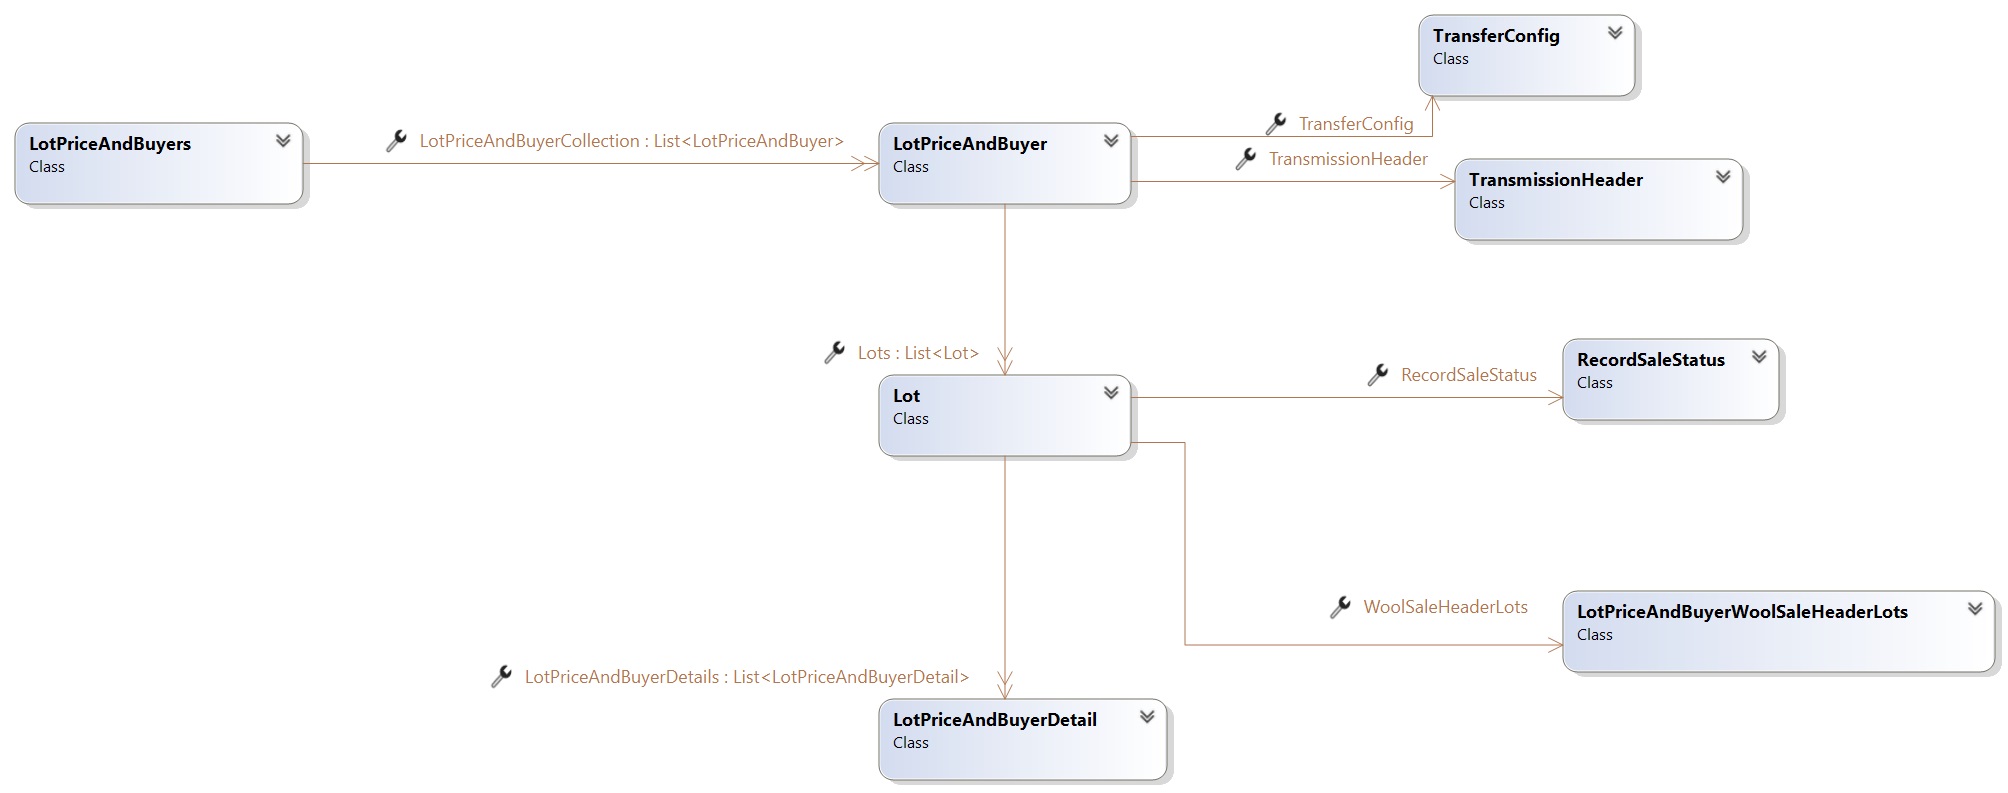 TransferConfig
Class
TransferConfig
LotPriceAndBuyers
Class
LotPriceAndBuyerCollection : List<LotPriceAndBuyer>
LotPriceAndBuyer
Class
TransmissionHeader
TransmissionHeader
Class
Lots : List<Lot>
Lot
Class
RecordSaleStatus
RecordSaleStatus
Class
WoolSaleHeaderLots
LotPriceAndBuyerWoolSaleHeaderLots
Class
LotPriceAndBuyerDetails : List<LotPriceAndBuyerDetail>
LotPriceAndBuyerDetail
Class